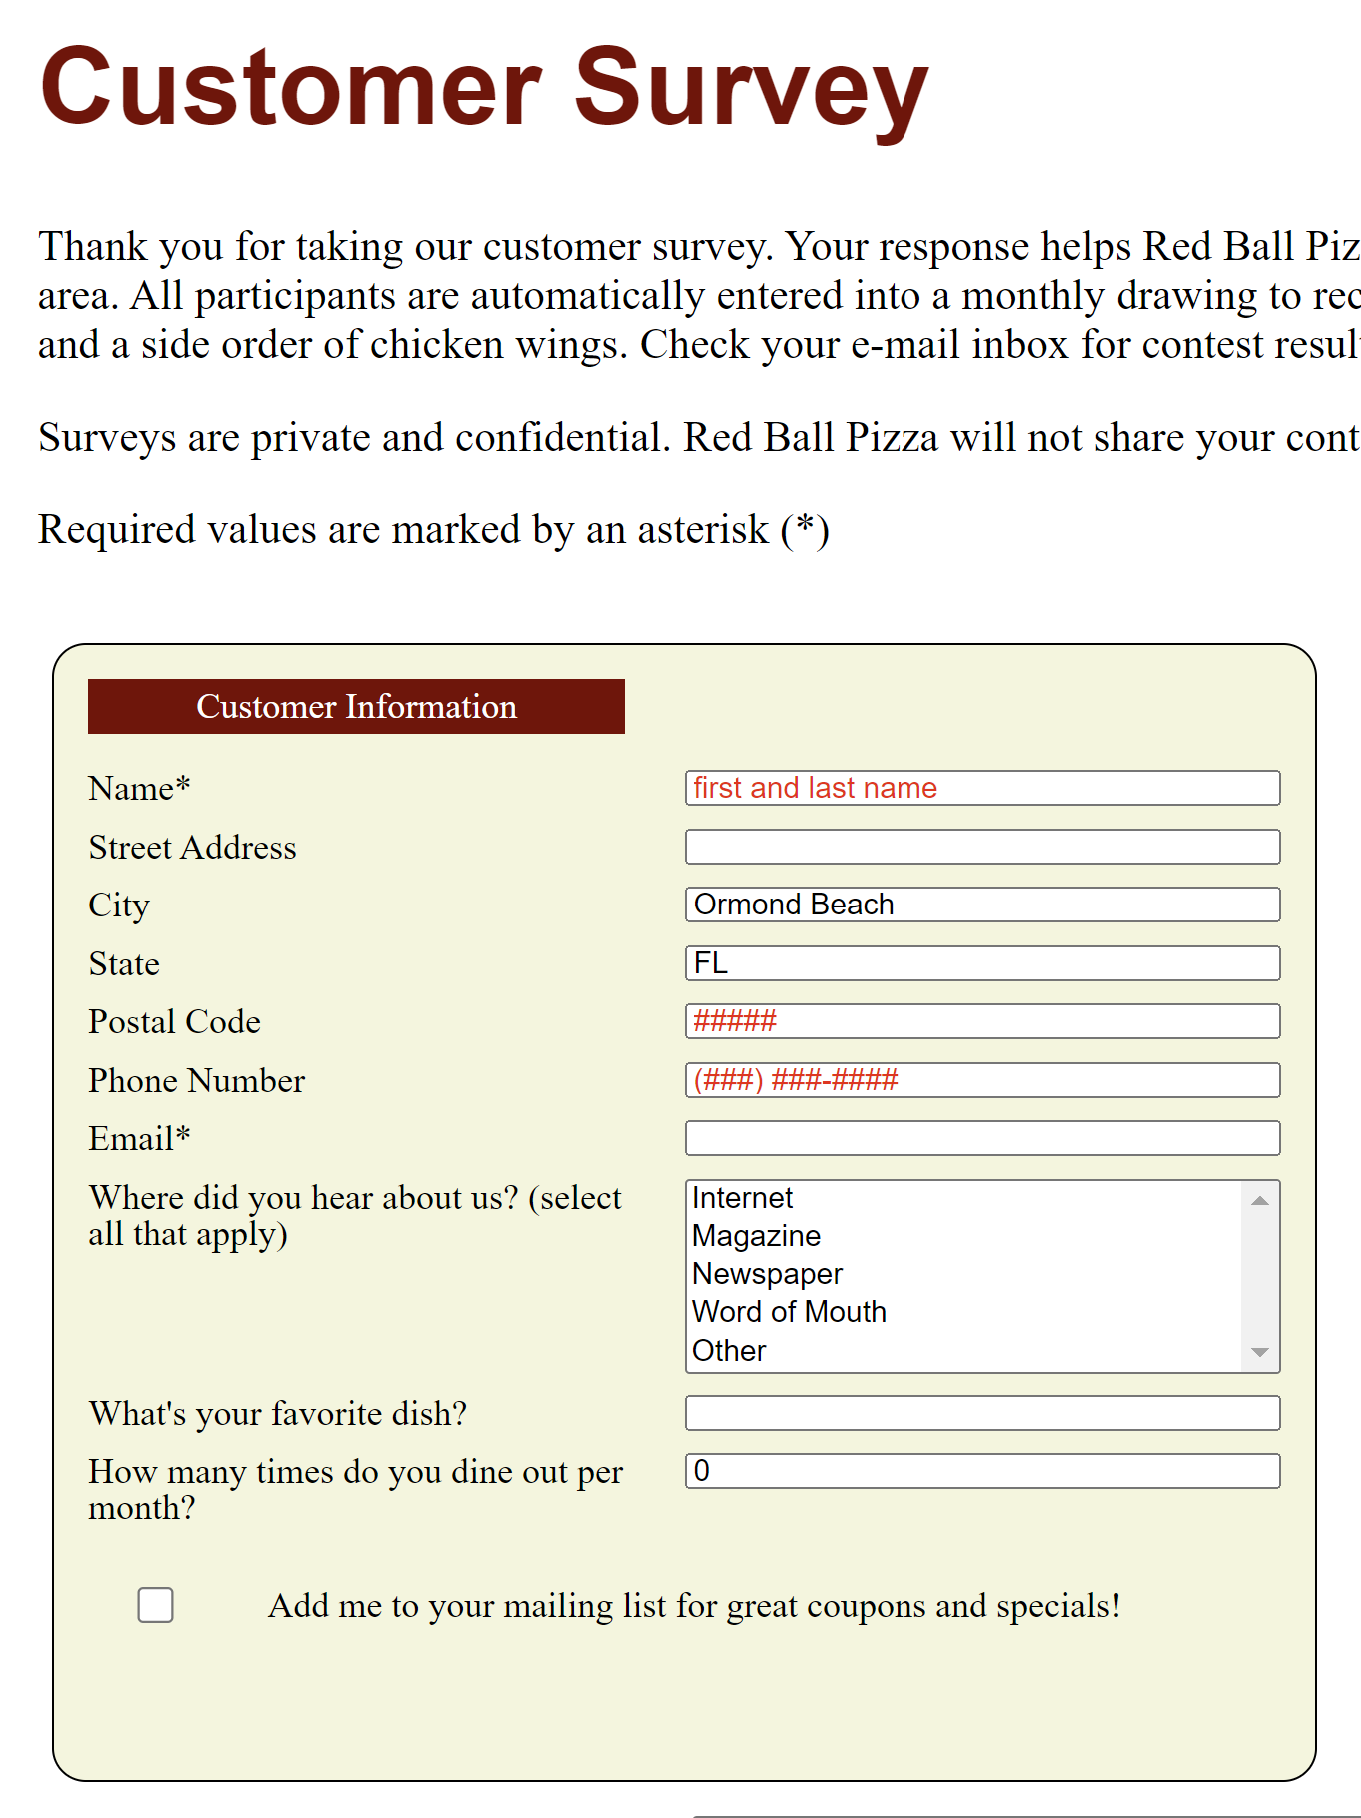 Customer Survey
Thank you for taking our customer survey. Your response helps Red Ball
area. All participants are automatically entered into a monthly drawing to
and a side order of chicken wings. Check your e-mail inbox for contest
Surveys are private and confidential. Red Ball Pizza will not share your
Required values are marked by an asterisk (*)
Customer Information
Name* first and last name
Street Address
City Ormond Beach
State FL
Postal Code #####
Phone Number (###) ###-####
Email*
Where did you hear about us? (select
all that apply)
Internet
Magazine
Newspaper
Word of Mouth
Other
What's your favorite dish?
How many times do you dine out per 0
month?
Add me to your mailing list for great coupons and specials!